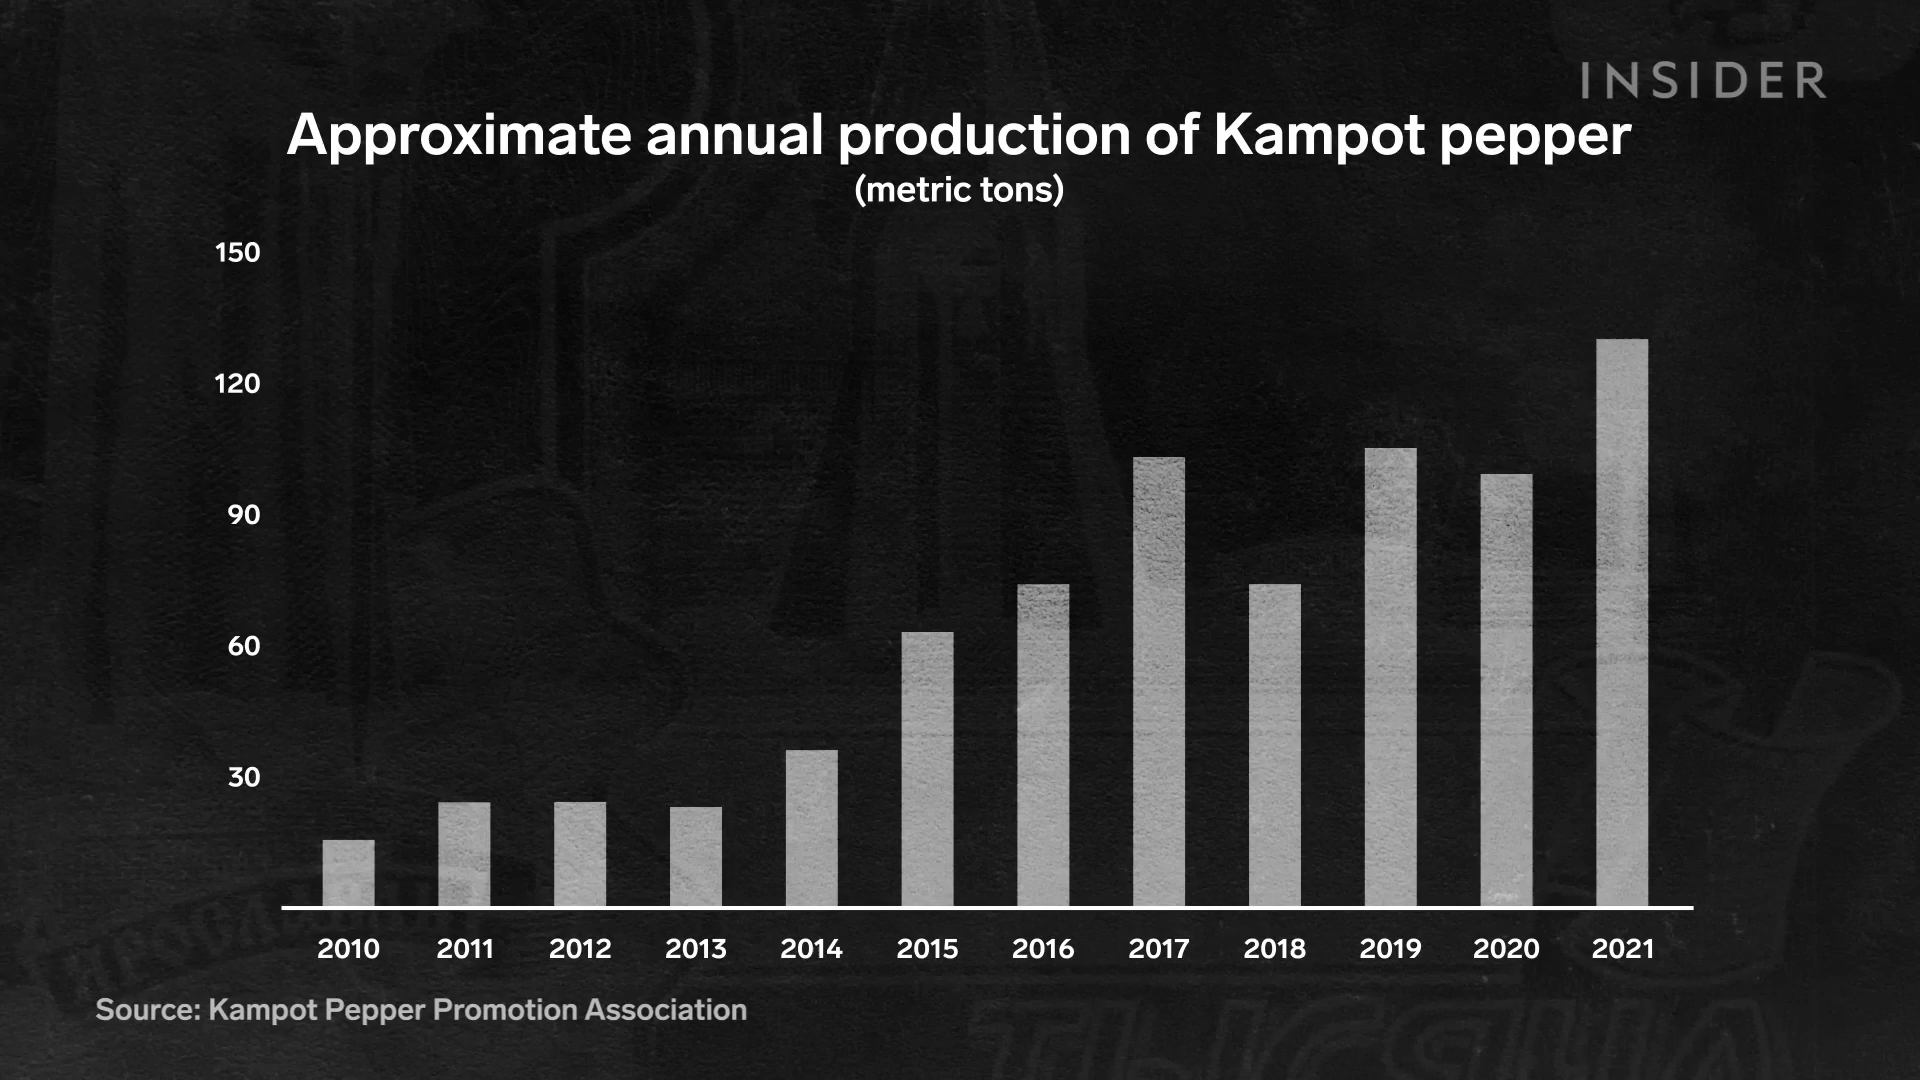 INSIDER
Approximate annual production of Kampot pepper
(metric tons)
150
120
90
60
30
2010 2011 2012 2013 2014 2015 2016 2017 2018 2019 2020 2021
Source: Kampot Pepper Promotion Association